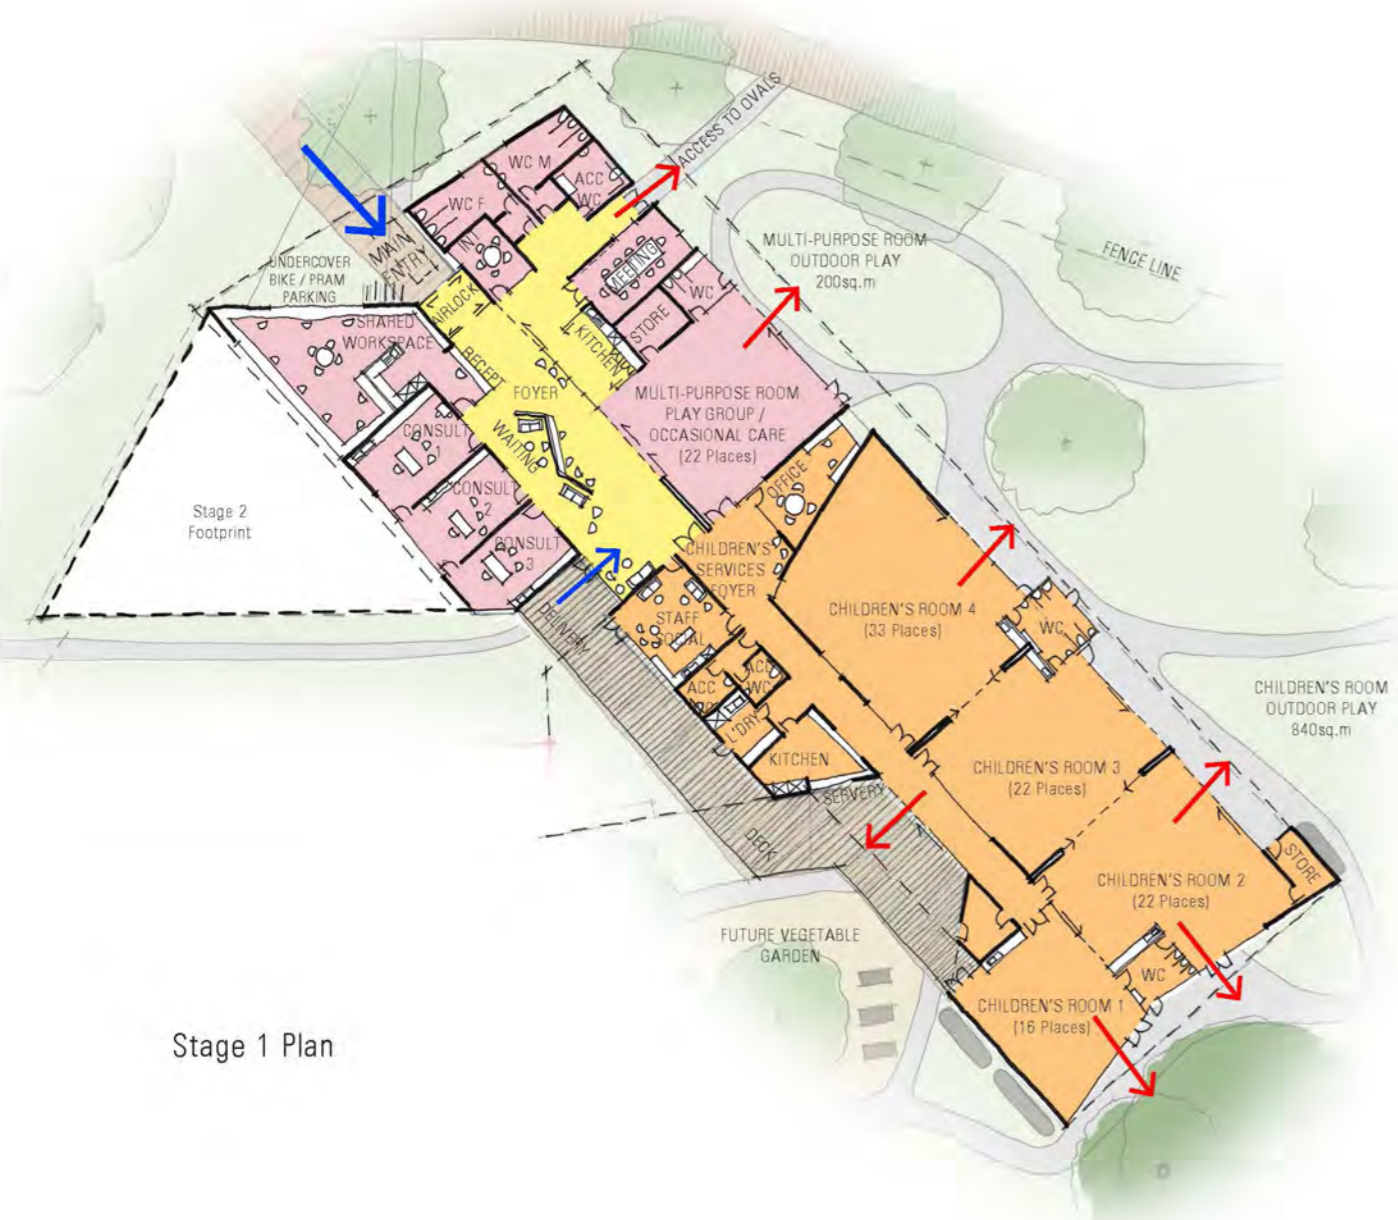 ACCESS TO OVALS
WC M
ACC
WC
WC F
INT
MAIN
ENTRY
UNDERCOVER
BIKE / PRAM
PARKING
AIRLOCK
MEETING
WC
STORE
KITCHEN
MULTI-PURPOSE ROOM
OUTDOOR PLAY
200sq.m
FENCE LINE
SHARED
WORKSPACE
RECEPT
FOYER
WAITING
MULTI-PURPOSE ROOM
PLAY GROUP /
OCCASIONAL CARE
(22 Places)
CONSULT
1
CONSULT
2
CONSULT
3
Stage 2
Footprint
OFFICE
CHILDREN'S
SERVICES
FOYER
DELIVERY
STAFF
SOCIAL
ACC
WC
ACC
L'DRY
KITCHEN
SERVERY
DECK
CHILDREN'S ROOM 4
(33 Places)
WC
CHILDREN'S ROOM
OUTDOOR PLAY
840sq.m
CHILDREN'S ROOM 3
(22 Places)
CHILDREN'S ROOM 2
(22 Places)
STORE
WC
CHILDREN'S ROOM 1
(16 Places)
FUTURE VEGETABLE
GARDEN
Stage 1 Plan